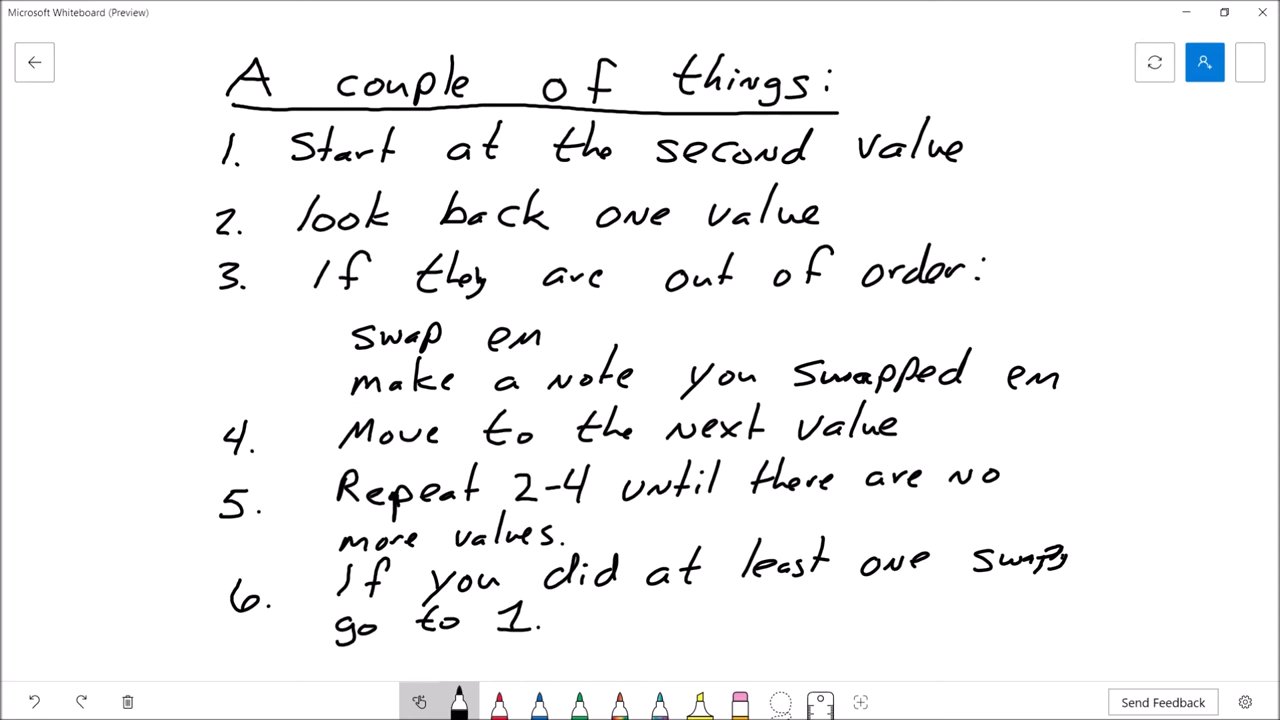 Microsoft Whiteboard (Preview)
A couple of things:
1. Start at the second value
2. look back one value
3. If they are out of order:
swap em
make a note you swapped em
4. Move to the next value
5. Repeat 2-4 until there are no
more values.
6. If you did at least one swap,
go to 1.
Send Feedback